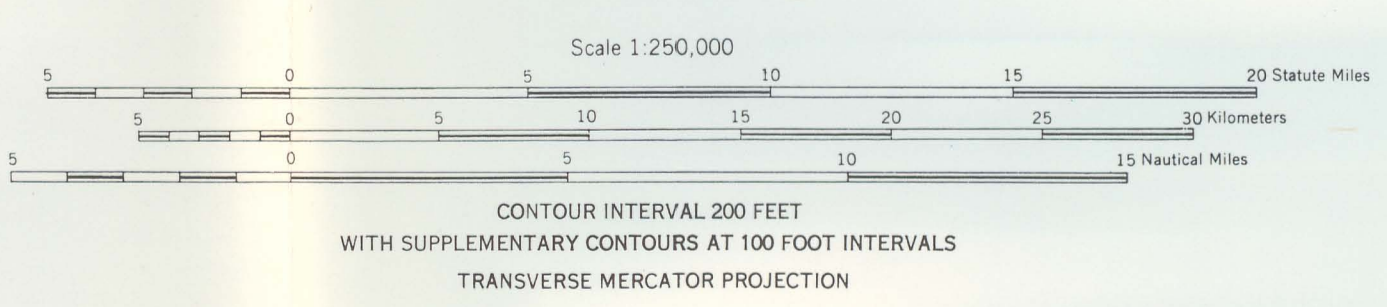 Scale 1:250,000
5 0 5 10 15 20 Statute Miles
5 0 5 10 15 20 25 30 Kilometers
5 0 5 10 15 Nautical Miles
CONTOUR INTERVAL 200 FEET
WITH SUPPLEMENTARY CONTOURS AT 100 FOOT INTERVALS
TRANSVERSE MERCATOR PROJECTION